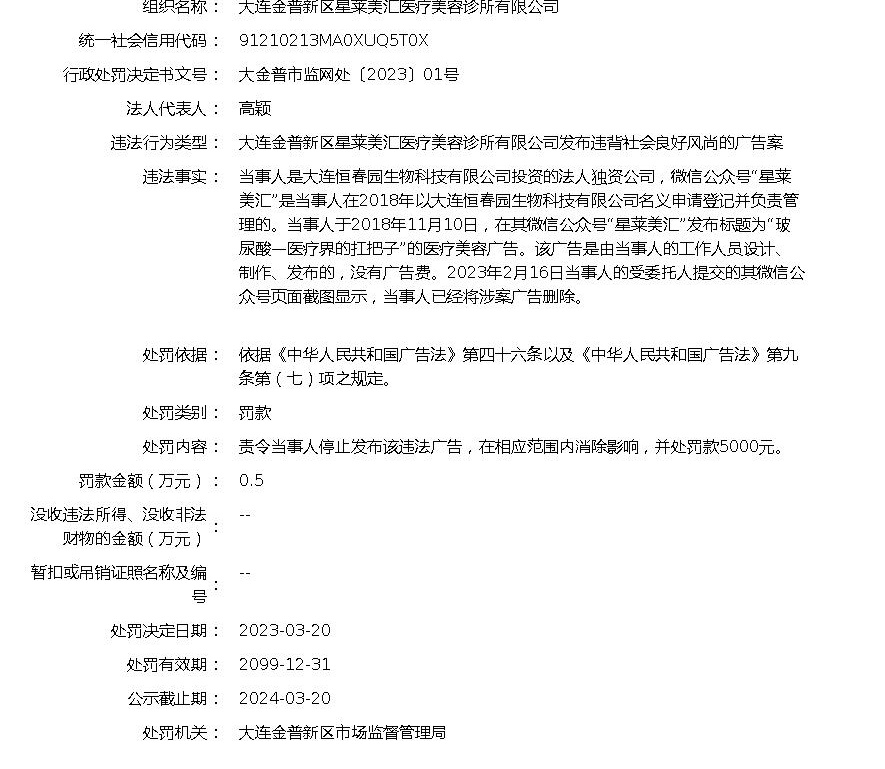 组织名称： 大连金普新区星莱美汇医疗美容诊所有限公司
统一社会信用代码： 91210213MA0XUQ5T0X
行政处罚决定书文号： 大金普市监网处〔2023〕01号
法人代表人： 高颖
违法行为类型： 大连金普新区星莱美汇医疗美容诊所有限公司发布违背社会良好风尚的广告案
违法事实： 当事人是大连恒春园生物科技有限公司投资的法人独资公司，微信公众号“星莱
美汇”是当事人在2018年以大连恒春园生物科技有限公司名义申请登记并负责管
理的。当事人于2018年11月10日，在其微信公众号“星莱美汇”发布标题为“玻
尿酸—医疗界的扛把子”的医疗美容广告。该广告是由当事人的工作人员设计、
制作、发布的，没有广告费。2023年2月16日当事人的受委托人提交的其微信公
众号页面截图显示，当事人已经将涉案广告删除。
处罚依据： 依据《中华人民共和国广告法》第四十六条以及《中华人民共和国广告法》第九
条第（七）项之规定。
处罚类别： 罚款
处罚内容： 责令当事人停止发布该违法广告，在相应范围内消除影响，并处罚款5000元。
罚款金额（万元）： 0.5
没收违法所得、没收非法
财物的金额（万元）： --
暂扣或吊销证照名称及编
号： --
处罚决定日期： 2023-03-20
处罚有效期： 2099-12-31
公示截止期： 2024-03-20
处罚机关： 大连金普新区市场监督管理局